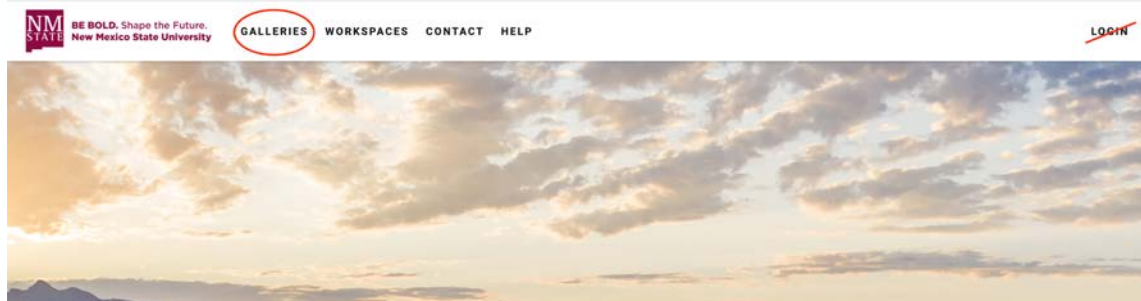 NM
STATE
BE BOLD. Shape the Future.
New Mexico State University
GALLERIES WORKSPACES CONTACT HELP
LOGIN